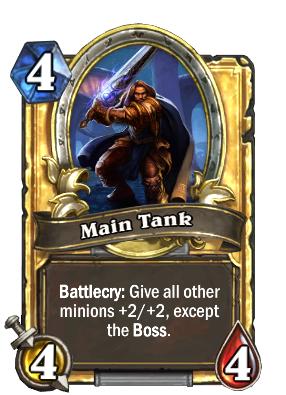 4
Main Tank
Battlecry: Give all other
minions +2/+2, except
the Boss.
4
4